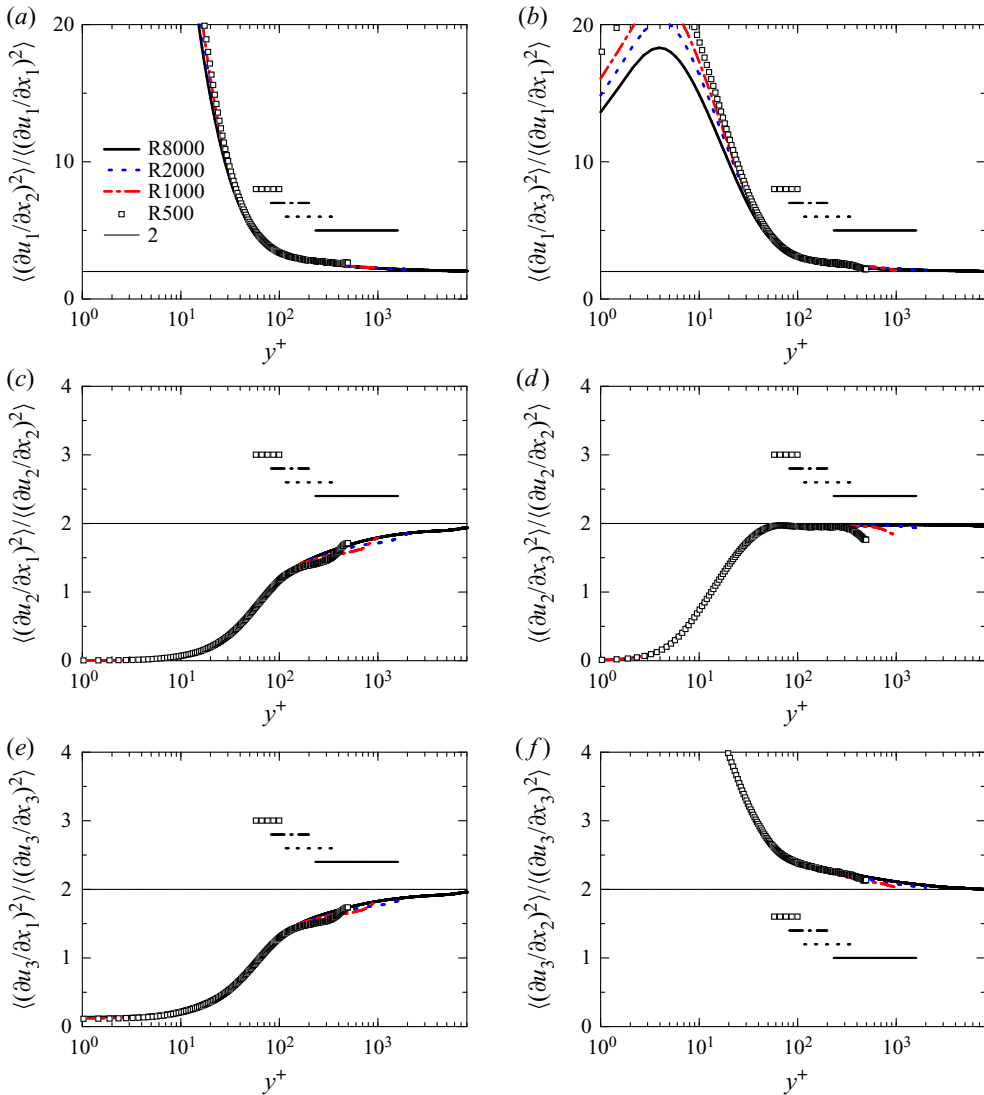 (a)
20
10
0
⟨(∂u₁/∂x₂)²⟩/⟨(∂u₁/∂x₁)²⟩
R8000
R2000
R1000
R500
2
10⁰ 10¹ 10² 10³
y⁺
(b)
20
10
0
⟨(∂u₁/∂x₃)²⟩/⟨(∂u₁/∂x₁)²⟩
10⁰ 10¹ 10² 10³
y⁺
(c)
4
3
2
1
0
⟨(∂u₂/∂x₁)²⟩/⟨(∂u₂/∂x₂)²⟩
10⁰ 10¹ 10² 10³
y⁺
(d)
4
3
2
1
0
⟨(∂u₂/∂x₃)²⟩/⟨(∂u₂/∂x₂)²⟩
10⁰ 10¹ 10² 10³
y⁺
(e)
4
3
2
1
0
⟨(∂u₃/∂x₁)²⟩/⟨(∂u₃/∂x₃)²⟩
10⁰ 10¹ 10² 10³
y⁺
(f)
4
3
2
1
0
⟨(∂u₃/∂x₂)²⟩/⟨(∂u₃/∂x₃)²⟩
10⁰ 10¹ 10² 10³
y⁺